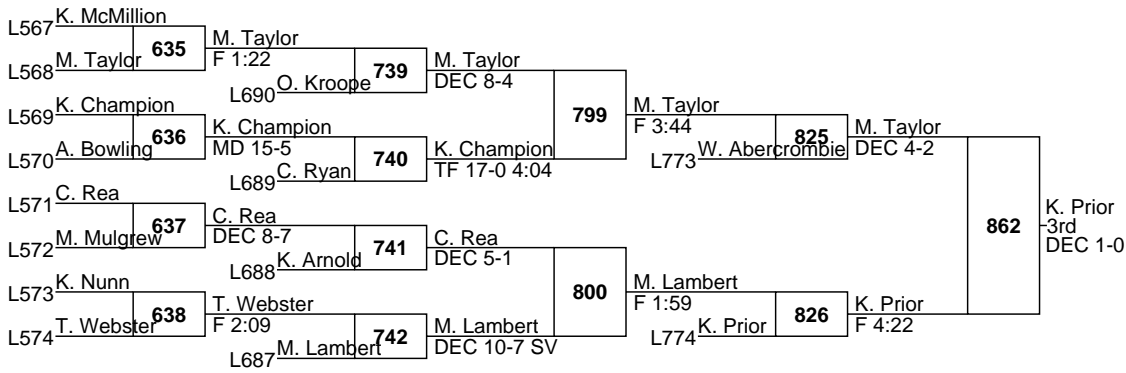 L567 K. McMillion
635
M. Taylor
F 1:22
L568 M. Taylor
739
M. Taylor
DEC 8-4
L690 O. Kroope
L569 K. Champion
636
K. Champion
MD 15-5
L570 A. Bowling
740
K. Champion
TF 17-0 4:04
L689 C. Ryan
799
M. Taylor
F 3:44
825
M. Taylor
DEC 4-2
L773 W. Abercrombie
L571 C. Rea
637
C. Rea
DEC 8-7
L572 M. Mulgrew
741
C. Rea
DEC 5-1
L688 K. Arnold
L573 K. Nunn
638
T. Webster
F 2:09
L574 T. Webster
742
M. Lambert
DEC 10-7 SV
L687 M. Lambert
800
M. Lambert
F 1:59
826
K. Prior
F 4:22
L774 K. Prior
862
K. Prior
3rd
DEC 1-0